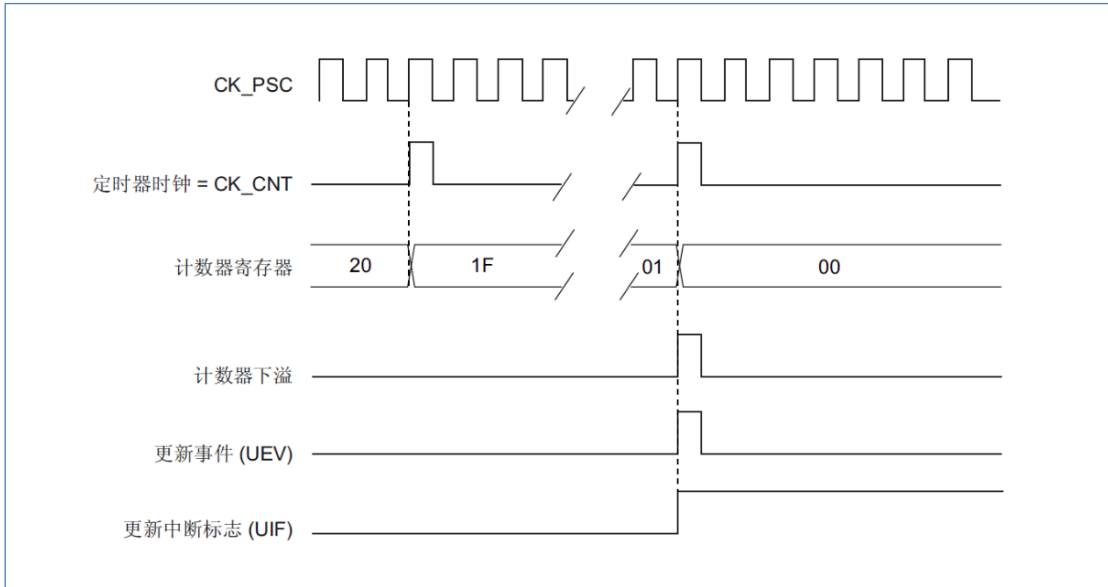 CK_PSC
定时器时钟 = CK_CNT
计数器寄存器 20 1F 01 00
计数器下溢
更新事件 (UEV)
更新中断标志 (UIF)